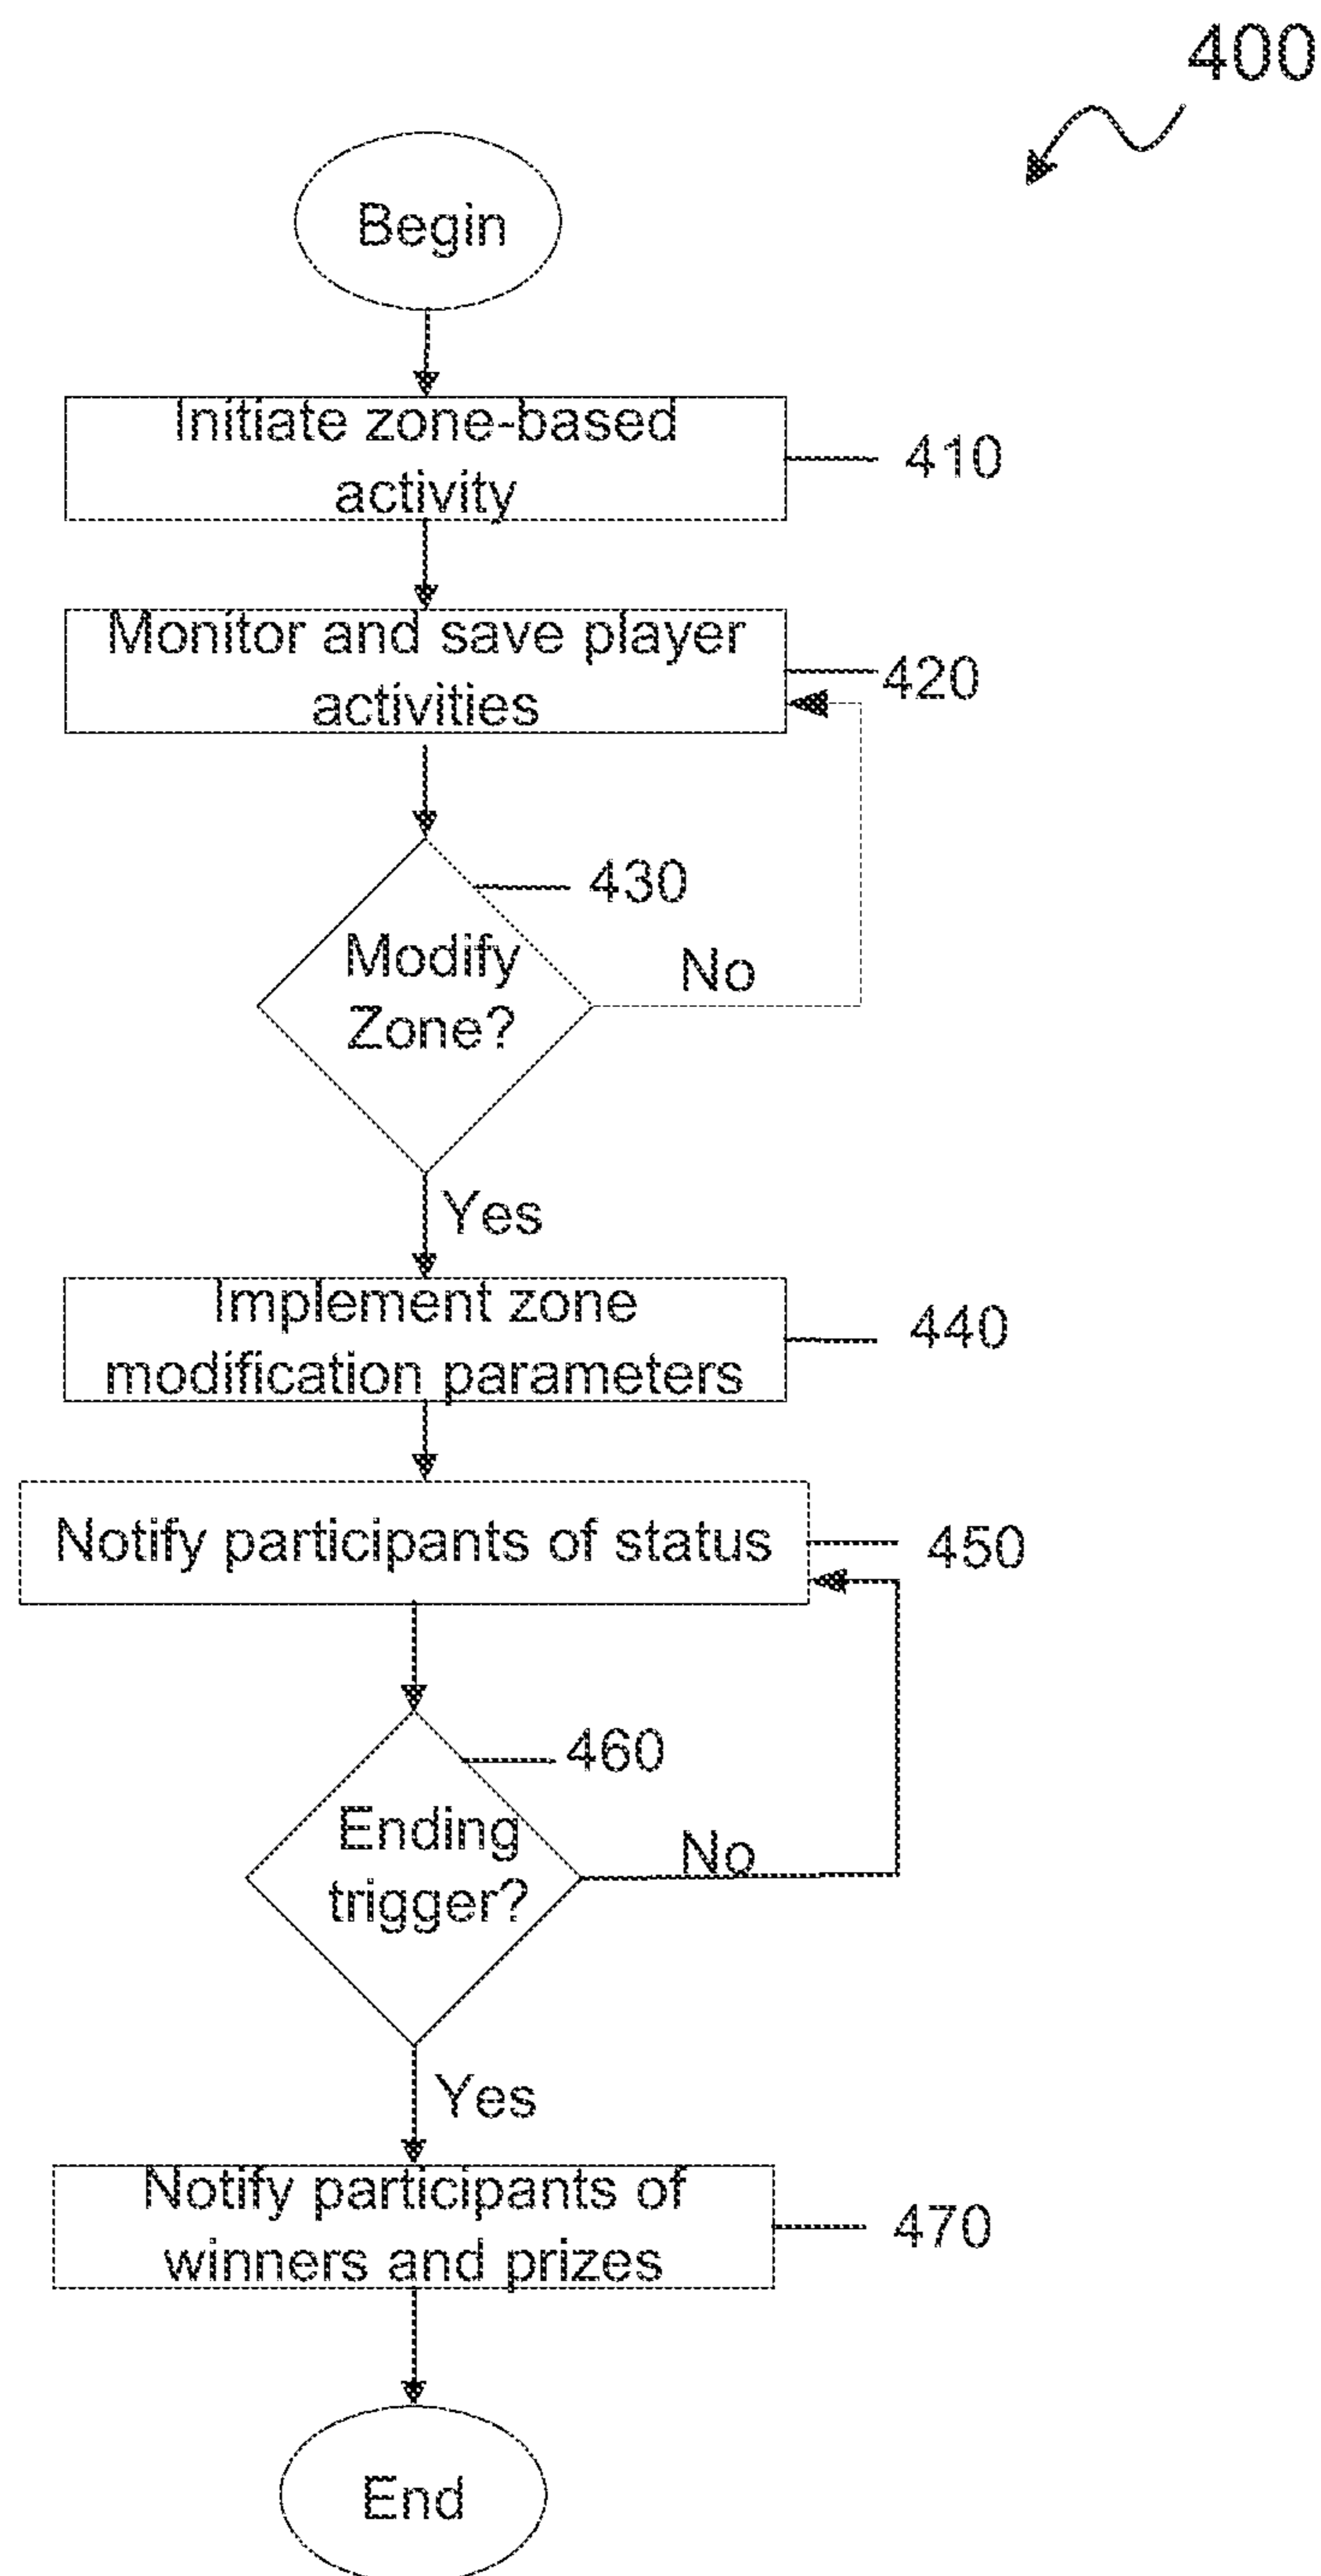 400
Begin
Initiate zone-based
activity
410
Monitor and save player
activities
420
430
Modify
Zone?
No
Yes
Implement zone
modification parameters
440
Notify participants of status
450
460
Ending
trigger?
No
Yes
Notify participants of
winners and prizes
470
End